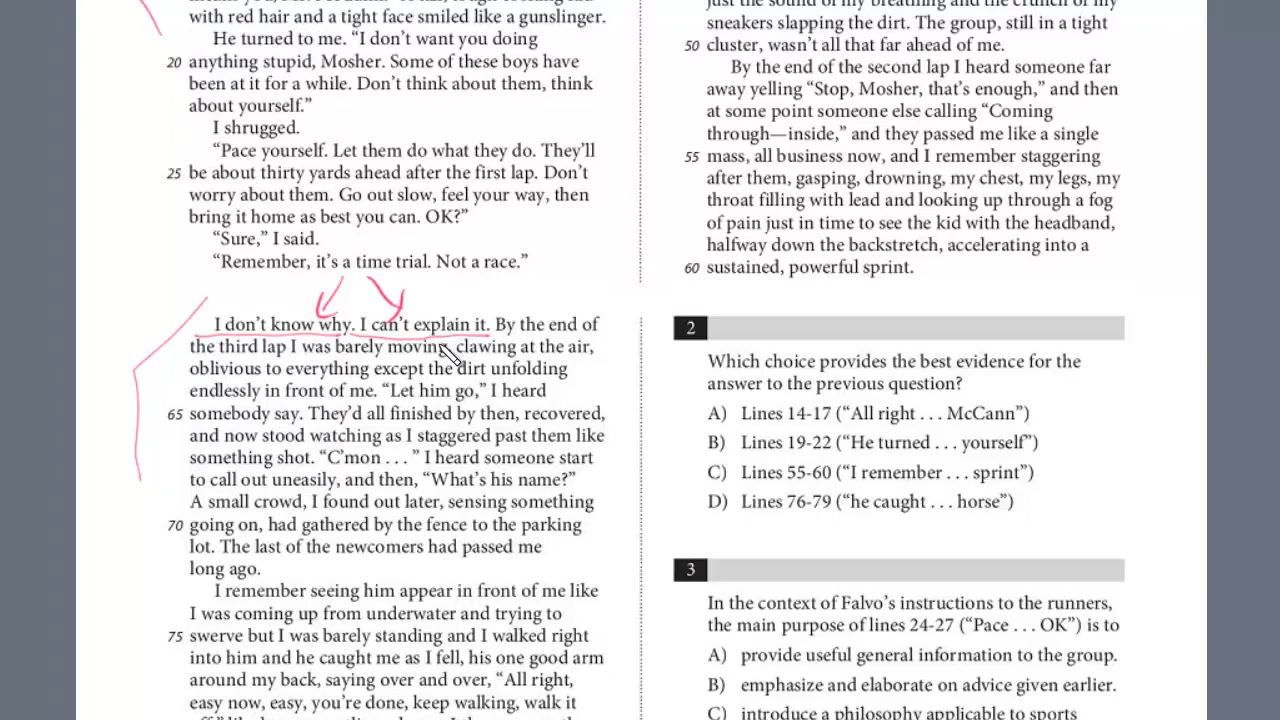 with red hair and a tight face smiled like a gunslinger.
He turned to me. “I don’t want you doing
20 anything stupid, Mosher. Some of these boys have
been at it for a while. Don’t think about them, think
about yourself.”
I shrugged.
“Pace yourself. Let them do what they do. They’ll
25 be about thirty yards ahead after the first lap. Don’t
worry about them. Go out slow, feel your way, then
bring it home as best you can. OK?”
“Sure,” I said.
“Remember, it’s a time trial. Not a race.”
I don’t know why. I can’t explain it. By the end of
the third lap I was barely moving, clawing at the air,
oblivious to everything except the dirt unfolding
endlessly in front of me. “Let him go,” I heard
65 somebody say. They’d all finished by then, recovered,
and now stood watching as I staggered past them like
something shot. “C’mon . . . ” I heard someone start
to call out uneasily, and then, “What’s his name?”
A small crowd, I found out later, sensing something
70 going on, had gathered by the fence to the parking
lot. The last of the newcomers had passed me
long ago.
I remember seeing him appear in front of me like
I was coming up from underwater and trying to
75 swerve but I was barely standing and I walked right
into him and he caught me as I fell, his one good arm
around my back, saying over and over, “All right,
easy now, easy, you’re done, keep walking, walk it
just the sound of my breathing and the crunch of my
sneakers slapping the dirt. The group, still in a tight
50 cluster, wasn’t all that far ahead of me.
By the end of the second lap I heard someone far
away yelling “Stop, Mosher, that’s enough,” and then
at some point someone else calling “Coming
through—inside,” and they passed me like a single
55 mass, all business now, and I remember staggering
after them, gasping, drowning, my chest, my legs, my
throat filling with lead and looking up through a fog
of pain just in time to see the kid with the headband,
halfway down the backstretch, accelerating into a
60 sustained, powerful sprint.
2
Which choice provides the best evidence for the
answer to the previous question?
A) Lines 14-17 (“All right . . . McCann”)
B) Lines 19-22 (“He turned . . . yourself”)
C) Lines 55-60 (“I remember . . . sprint”)
D) Lines 76-79 (“he caught . . . horse”)
3
In the context of Falvo’s instructions to the runners,
the main purpose of lines 24-27 (“Pace . . . OK”) is to
A) provide useful general information to the group.
B) emphasize and elaborate on advice given earlier.
C) introduce a philosophy applicable to sports